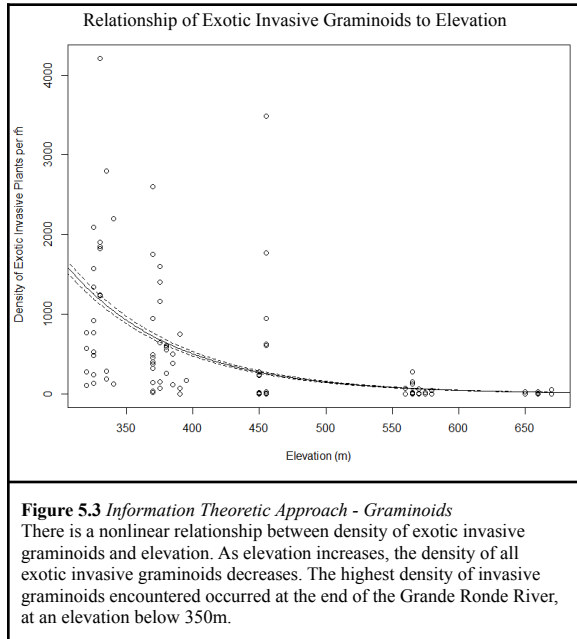 Relationship of Exotic Invasive Graminoids to Elevation
Density of Exotic Invasive Plants per m²
4000
3000
2000
1000
0
350
400
450
500
550
600
650
Elevation (m)
Figure 5.3 Information Theoretic Approach - Graminoids
There is a nonlinear relationship between density of exotic invasive
graminoids and elevation. As elevation increases, the density of all
exotic invasive graminoids decreases. The highest density of invasive
graminoids encountered occurred at the end of the Grande Ronde River,
at an elevation below 350m.